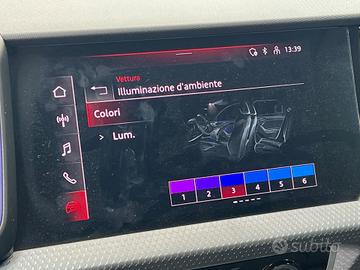 13:39
Vettura
Illuminazione d'ambiente
Colori
> Lum.
1 2 3 4 5 6
subito